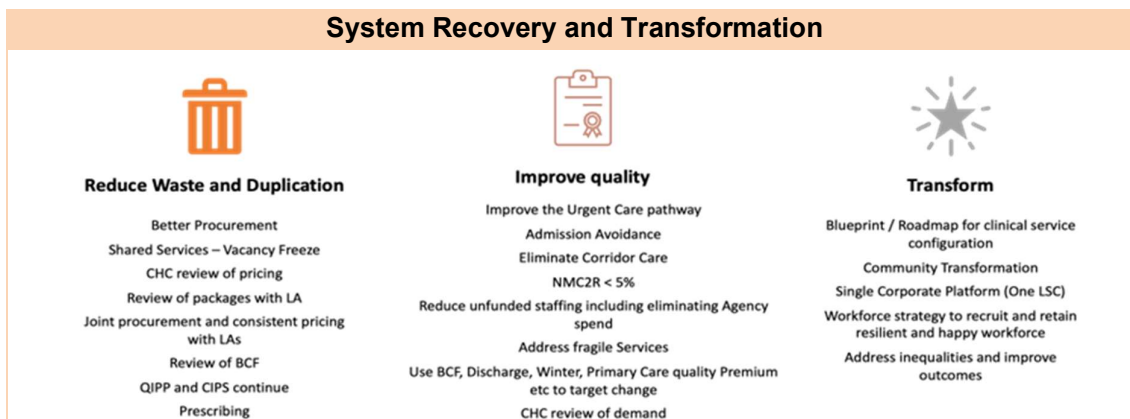 System Recovery and Transformation
Reduce Waste and Duplication
Better Procurement
Shared Services – Vacancy Freeze
CHC review of pricing
Review of packages with LA
Joint procurement and consistent pricing
with LAs
Review of BCF
QIPP and CIPS continue
Prescribing
Improve quality
Improve the Urgent Care pathway
Admission Avoidance
Eliminate Corridor Care
NMC2R < 5%
Reduce unfunded staffing including eliminating Agency
spend
Address fragile Services
Use BCF, Discharge, Winter, Primary Care quality Premium
etc to target change
CHC review of demand
Transform
Blueprint / Roadmap for clinical service
configuration
Community Transformation
Single Corporate Platform (One LSC)
Workforce strategy to recruit and retain
resilient and happy workforce
Address inequalities and improve
outcomes